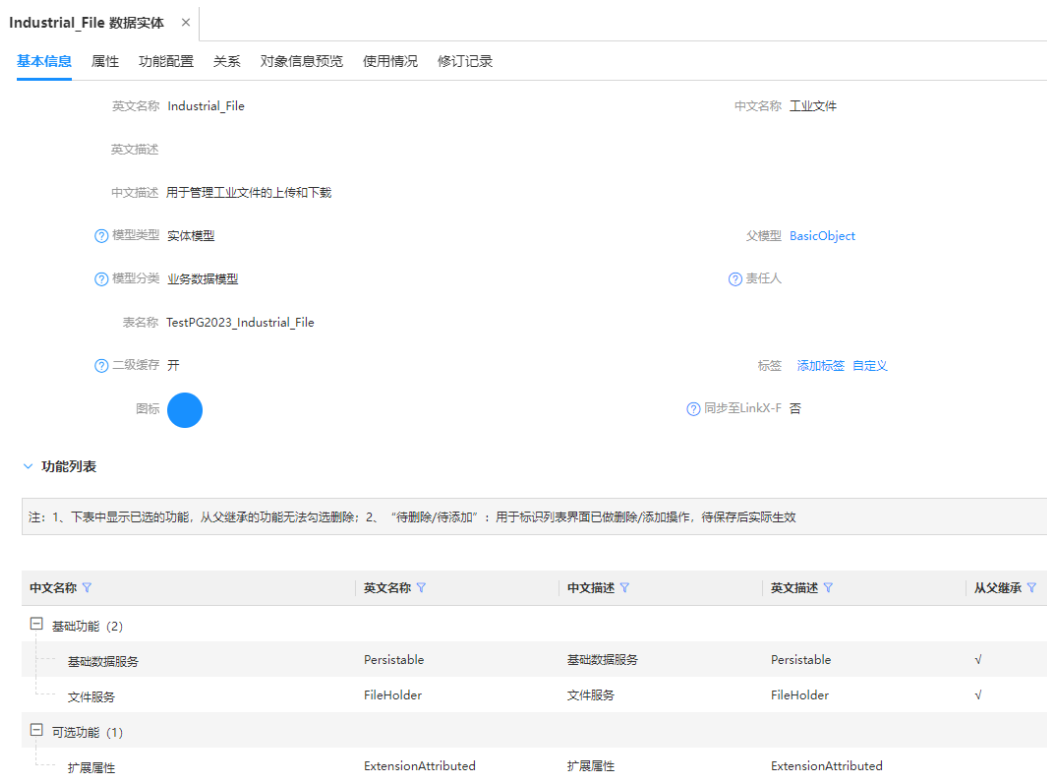 Industrial_File 数据实体 ×
基本信息 属性 功能配置 关系 对象信息预览 使用情况 修订记录
英文名称 Industrial_File 中文名称 工业文件
英文描述
中文描述 用于管理工业文件的上传和下载
? 模型类型 实体模型 父模型 BasicObject
? 模型分类 业务数据模型 ? 责任人
表名称 TestPG2023_Industrial_File
? 二级缓存 开 标签 添加标签 自定义
图标 ? 同步至LinkX-F 否
功能列表
注：1、下表中显示已选的功能，从父继承的功能无法勾选删除；2、“待删除/待添加”：用于标识列表界面已做删除/添加操作，待保存后实际生效
中文名称 英文名称 中文描述 英文描述 从父继承
基础功能 (2)
基础数据服务 Persistable 基础数据服务 Persistable √
文件服务 FileHolder 文件服务 FileHolder √
可选功能 (1)
扩展属性 ExtensionAttributed 扩展属性 ExtensionAttributed